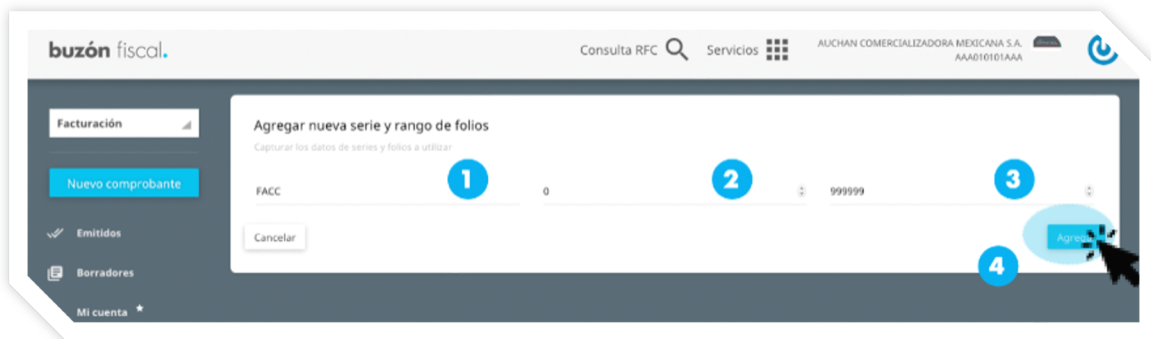 buzón fiscal.
Consulta RFC
Servicios
AUCHAN COMERCIALIZADORA MEXICANA S.A.
AAA010101AAA
Facturación
Nuevo comprobante
Emitidos
Borradores
Mi cuenta
Agregar nueva serie y rango de folios
Capturar los datos de series y folios a utilizar
FACC
1
0
2
999999
3
Cancelar
4